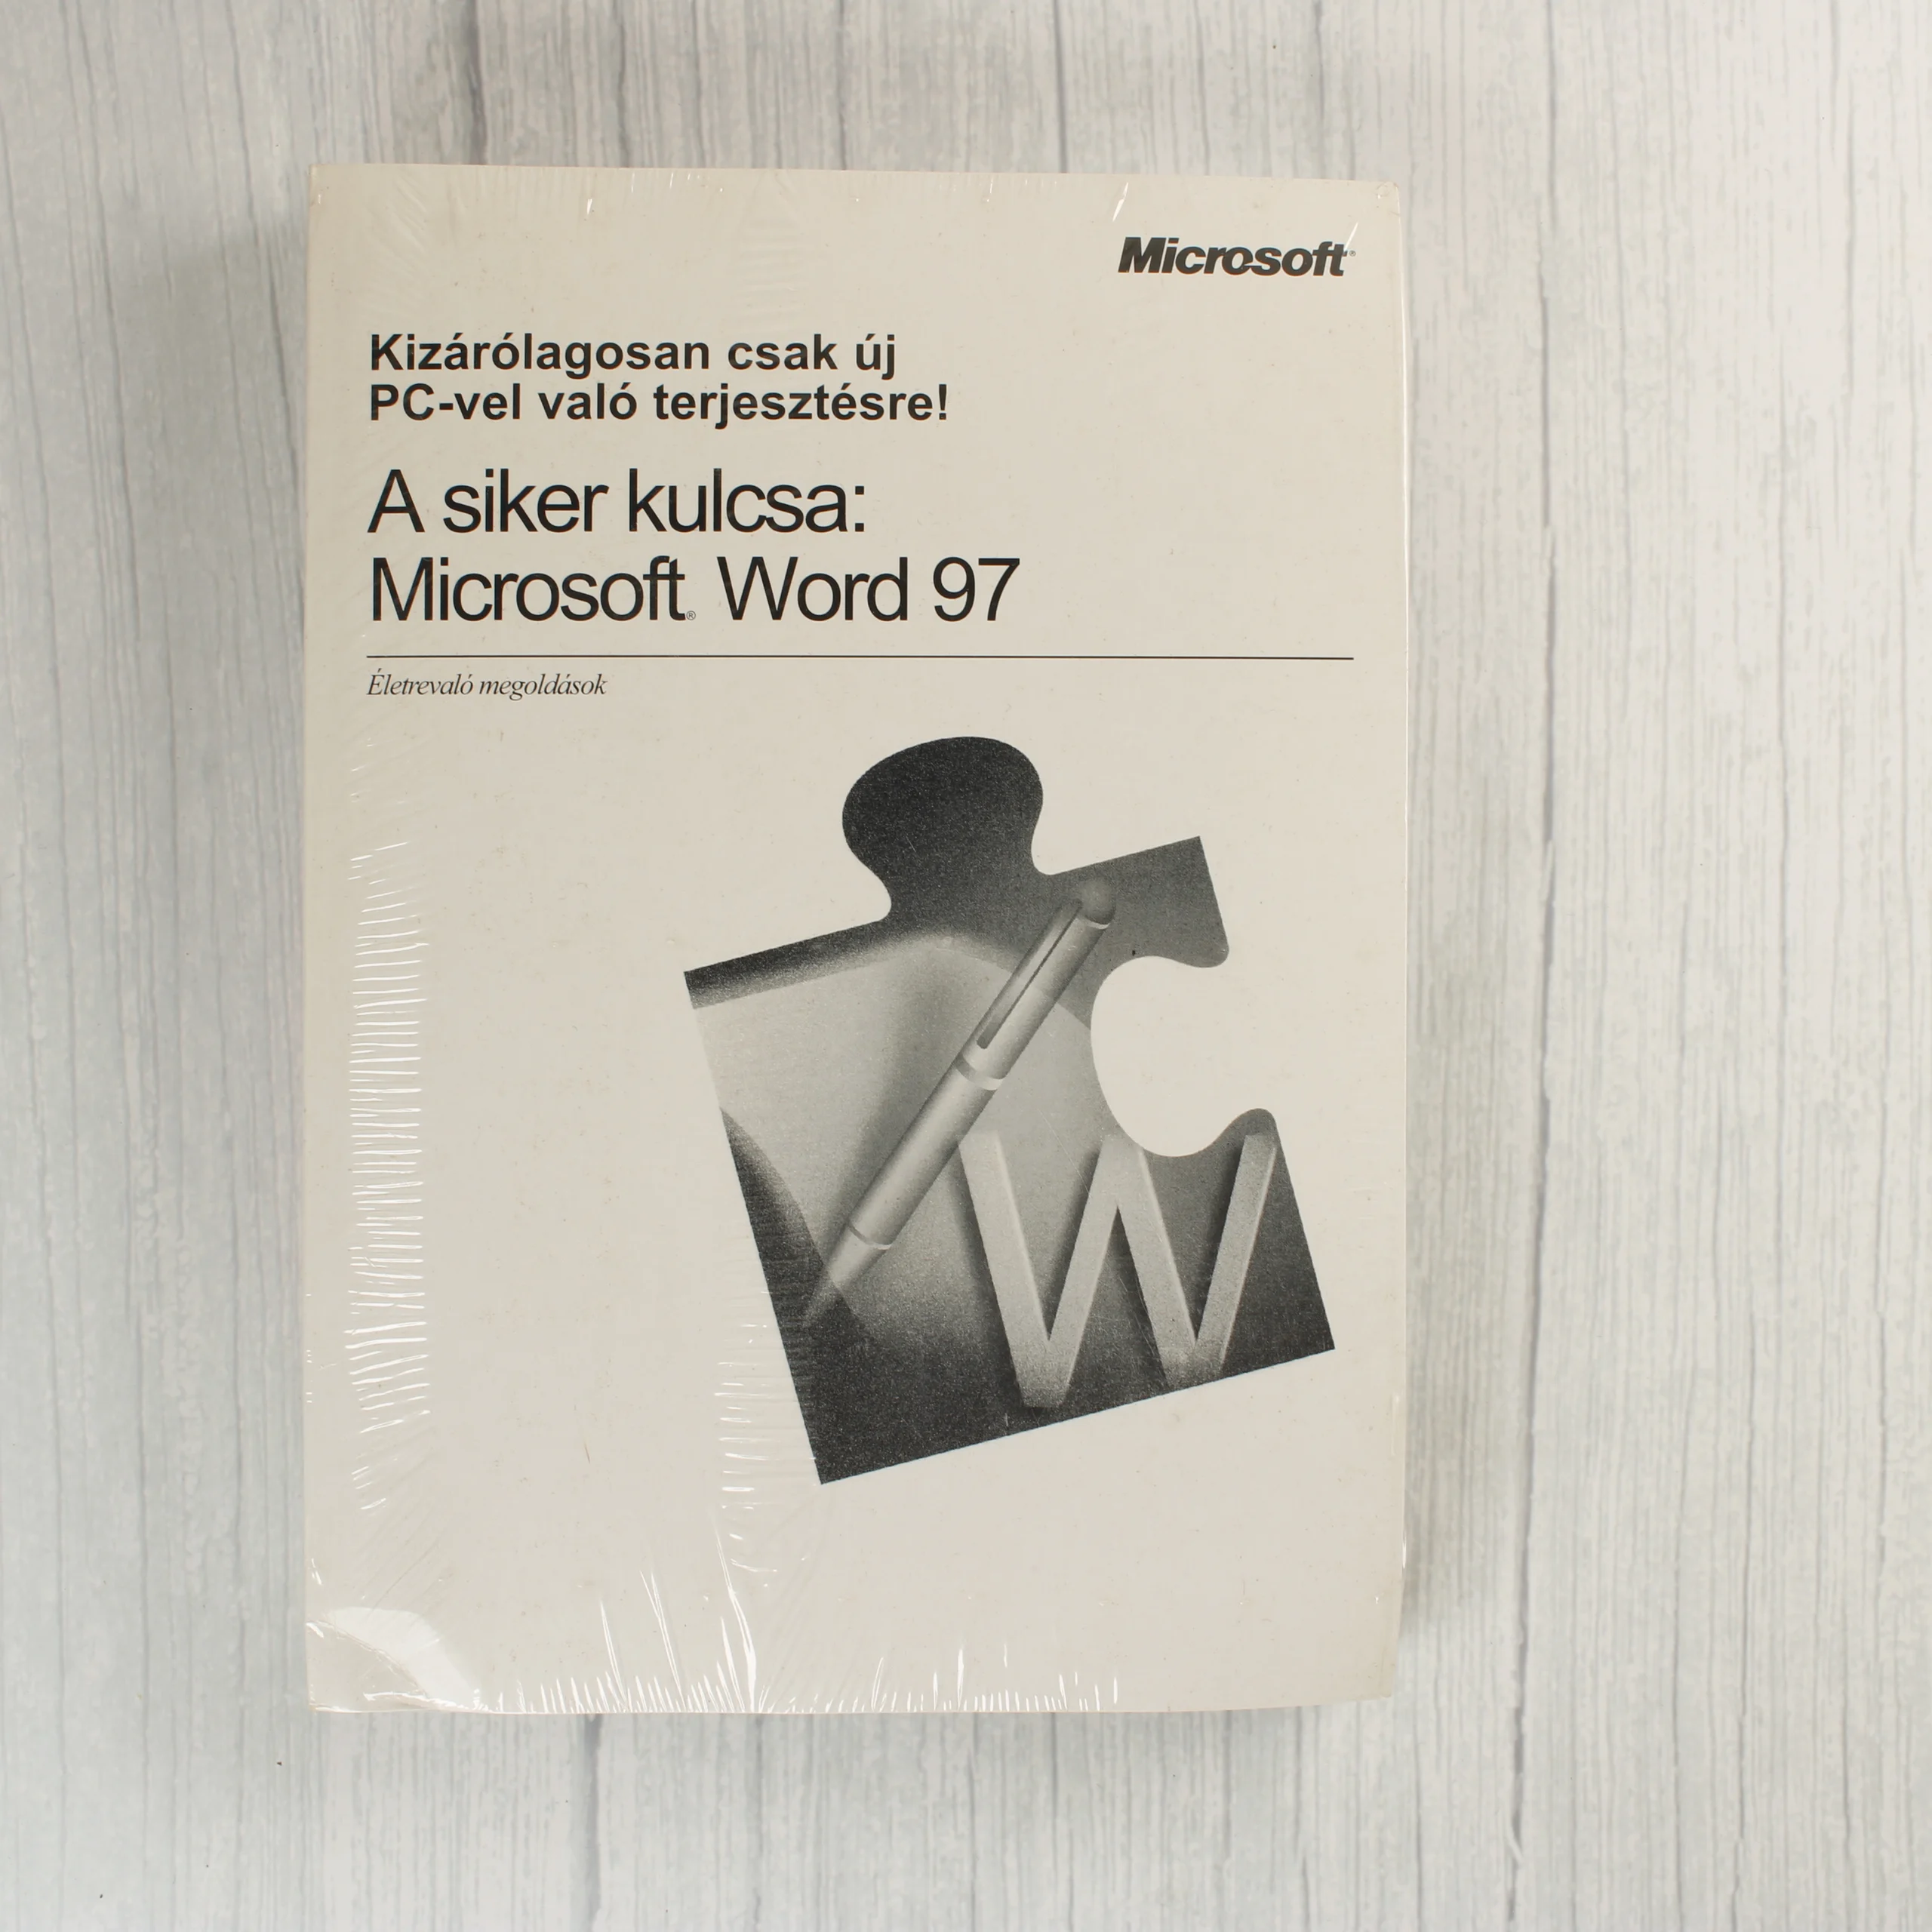 Microsoft®
Kizárólagosan csak új
PC-vel való terjesztésre!
A siker kulcsa:
Microsoft® Word 97
Életrevaló megoldások
W